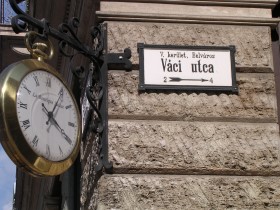 V. kerület, Belváros
Váci utca
2 4